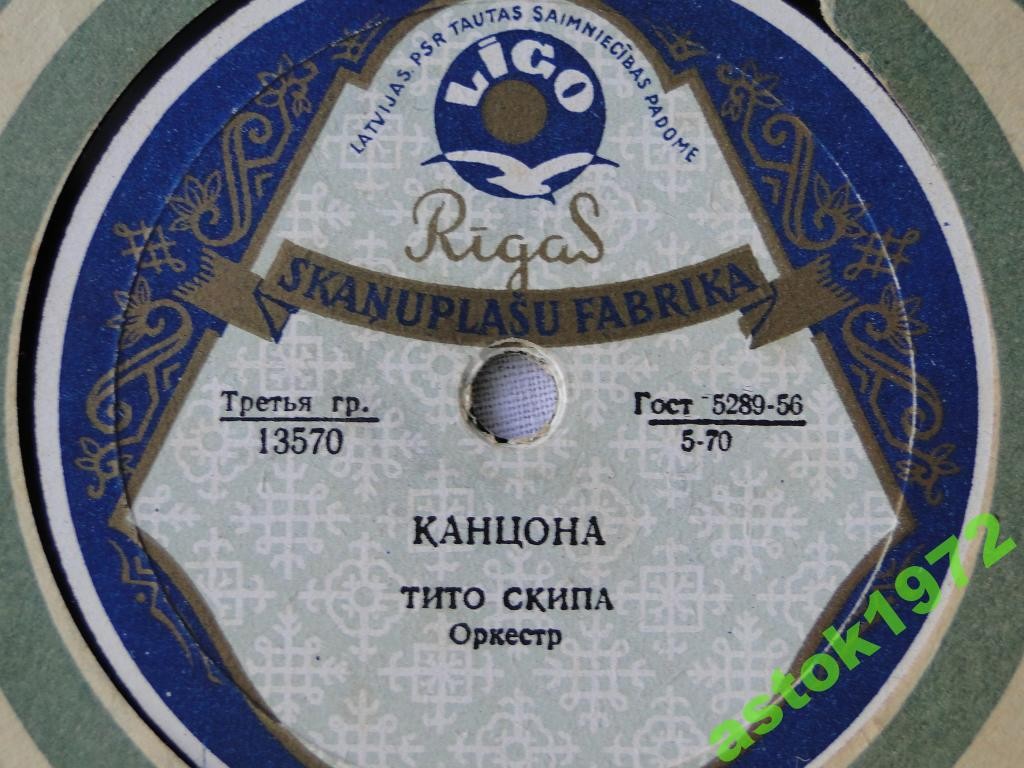 LATVIJAS PSR TAUTAS SAIMNIECĪBAS PADOME
LĪGO
Rīgas
SKAŅUPLAŠU FABRIKA
Третья гр.
13570
Гост 5289-56
5-70
КАНЦОНА
ТИТО СКИПА
Оркестр
astok1972